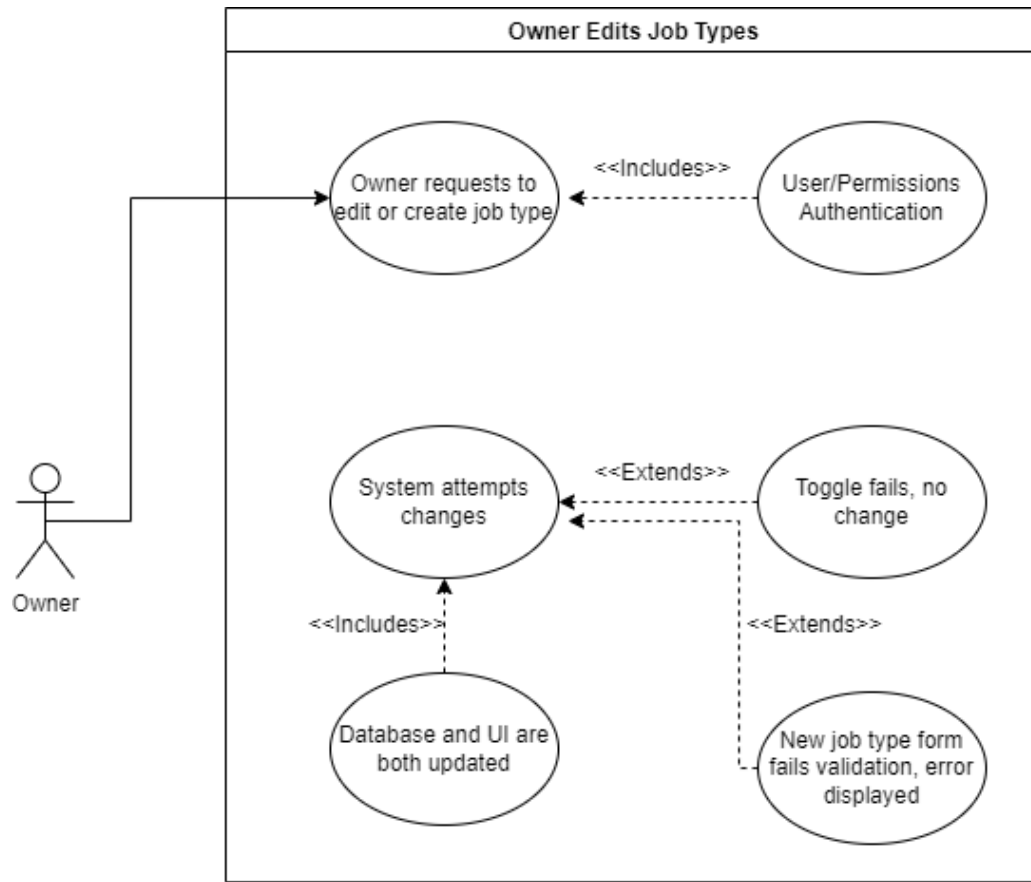 Owner Edits Job Types
Owner requests to
edit or create job type
<<Includes>>
User/Permissions
Authentication
System attempts
changes
<<Extends>>
Toggle fails, no
change
Owner
<<Includes>>
<<Extends>>
Database and UI are
both updated
New job type form
fails validation, error
displayed